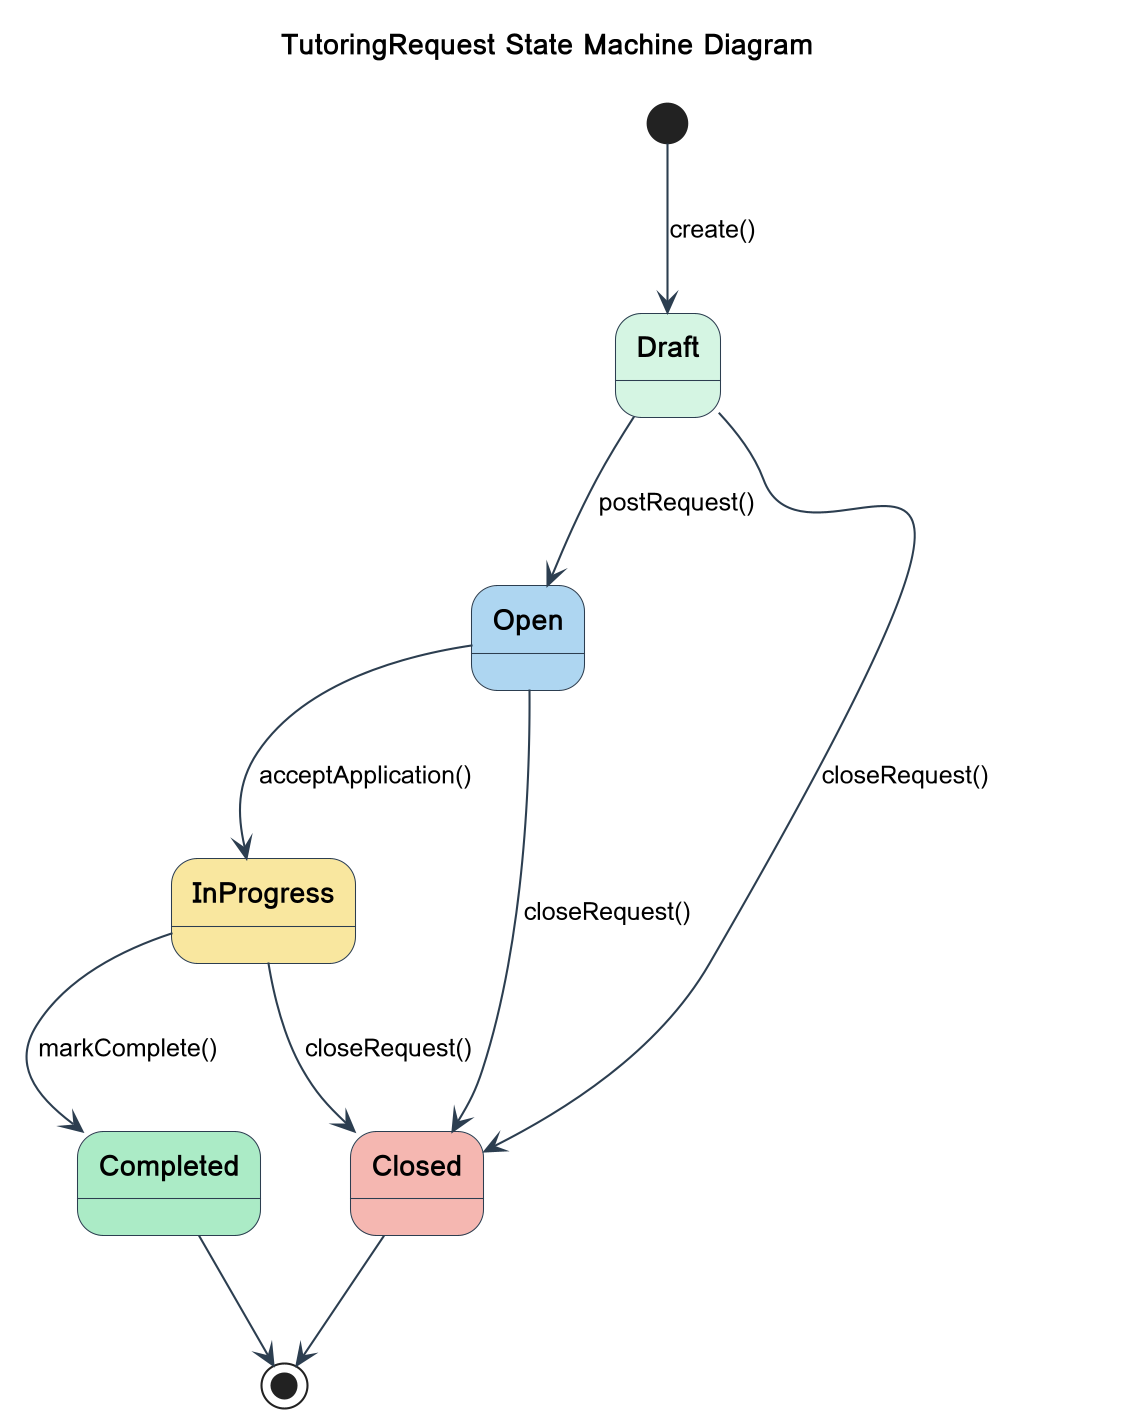 TutoringRequest State Machine Diagram
create()
Draft
postRequest()
Open
acceptApplication()
closeRequest()
InProgress
closeRequest()
markComplete()
closeRequest()
Completed
Closed